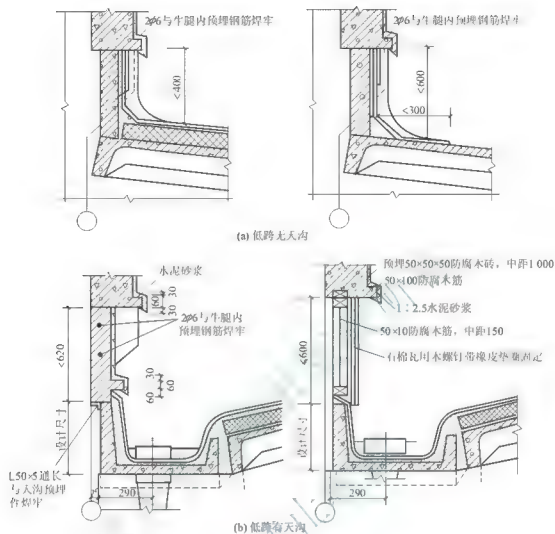 2φ6与牛腿内预埋钢筋焊牢
<400
2φ6与牛腿内预埋钢筋焊牢
<600
<300
(a) 低跨无天沟
水泥砂浆
30
60
30
2φ6与牛腿内
预埋钢筋焊牢
<620
30
60
60
设计尺寸
L50×5通长
与天沟预埋
件焊牢
290
预埋50×50×50防腐木砖，中距1 000
50×100防腐木筋
1：2.5水泥砂浆
50×10防腐木筋，中距150
石棉瓦用木螺钉带橡皮垫固定
≤600
设计尺寸
290
(b) 低跨有天沟